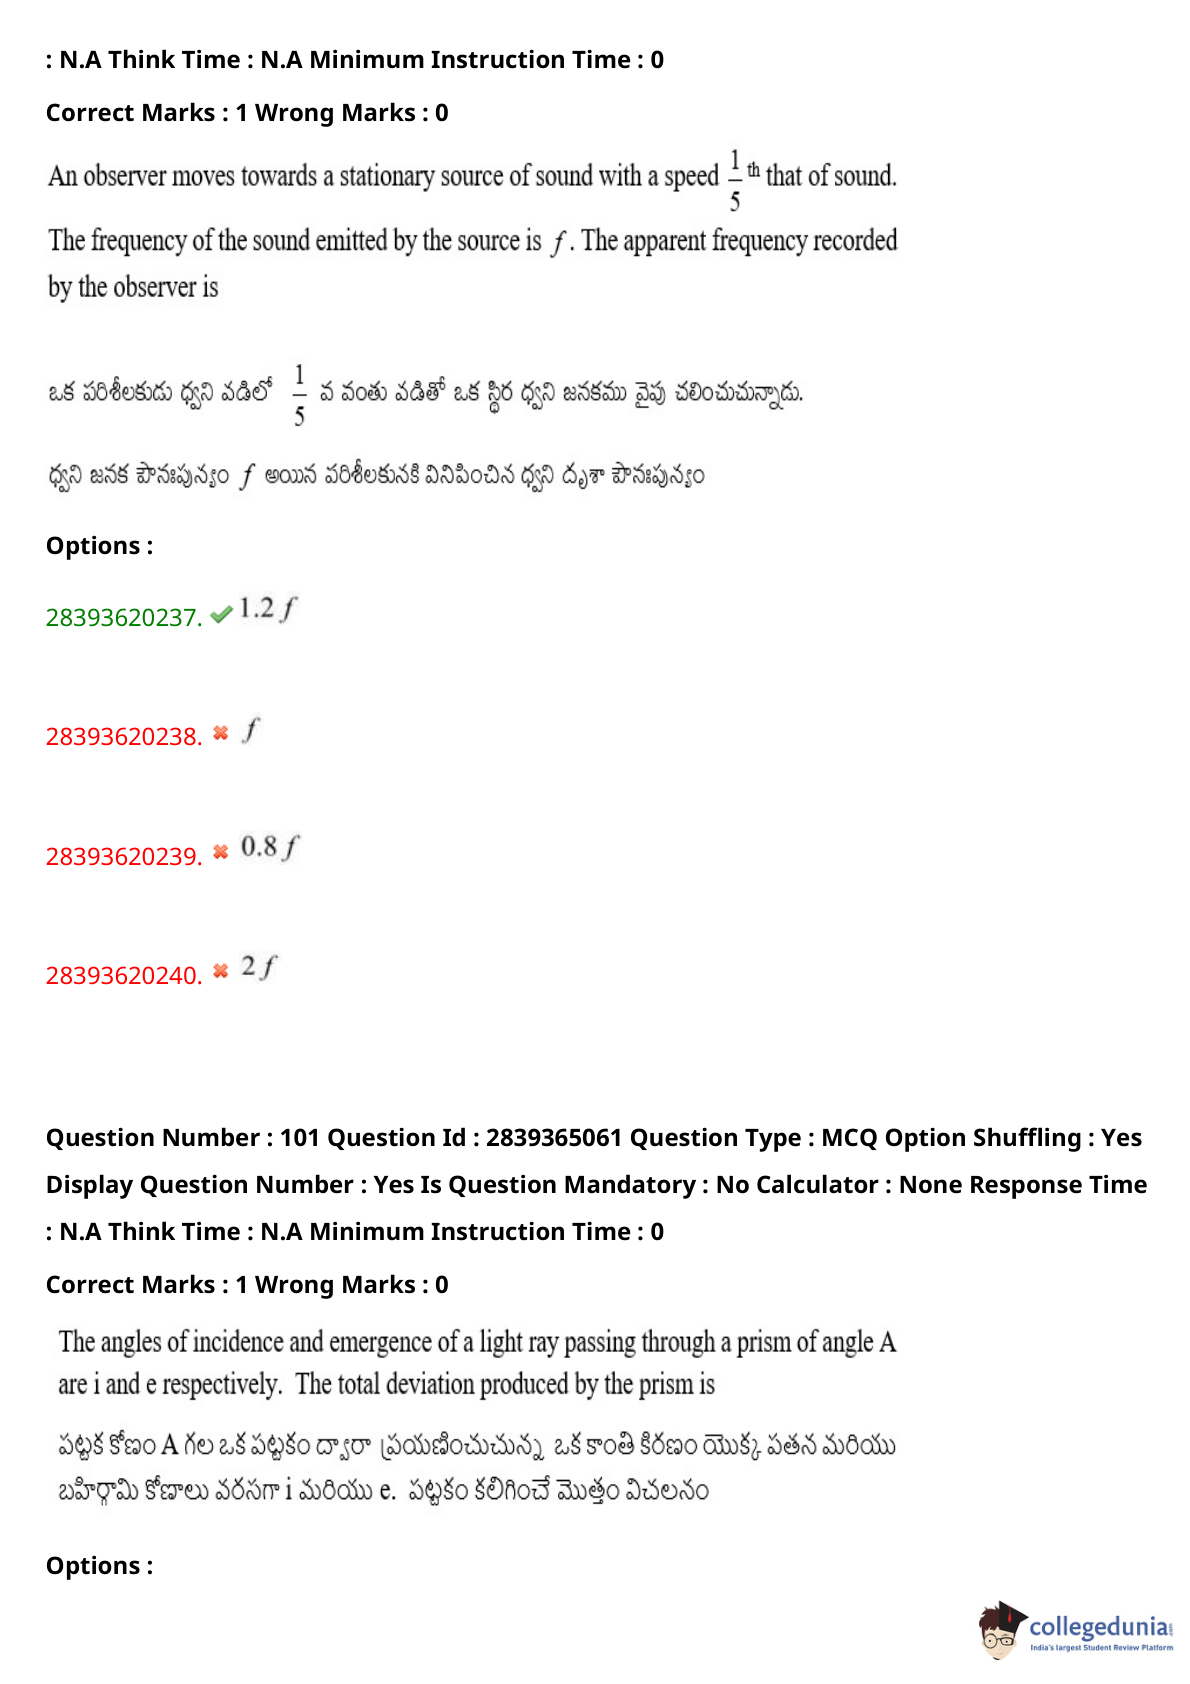 : N.A Think Time : N.A Minimum Instruction Time : 0
Correct Marks : 1 Wrong Marks : 0
An observer moves towards a stationary source of sound with a speed 1/5 th that of sound.
The frequency of the sound emitted by the source is f. The apparent frequency recorded
by the observer is
ఒక పరిశీలకుడు ధ్వని వడిలో 1/5 వ వంతు వడితో ఒక స్థిర ధ్వని జనకము వైపు చలించుచున్నాడు.
ధ్వని జనక పౌనఃపున్యం f అయిన పరిశీలకునకి వినిపించిన ధ్వని దృశా పౌనఃపున్యం
Options :
28393620237. ✔ 1.2 f
28393620238. ✖ f
28393620239. ✖ 0.8 f
28393620240. ✖ 2 f
Question Number : 101 Question Id : 2839365061 Question Type : MCQ Option Shuffling : Yes
Display Question Number : Yes Is Question Mandatory : No Calculator : None Response Time
: N.A Think Time : N.A Minimum Instruction Time : 0
Correct Marks : 1 Wrong Marks : 0
The angles of incidence and emergence of a light ray passing through a prism of angle A
are i and e respectively. The total deviation produced by the prism is
పట్టక కోణం A గల ఒక పట్టకం ద్వారా ప్రయణించుచున్న ఒక కాంతి కిరణం యొక్క పతన మరియు
బహిర్గామి కోణాలు వరసగా i మరియు e. పట్టకం కలిగించే మొత్తం విచలనం
Options :
collegedunia.com
India's largest Student Review Platform